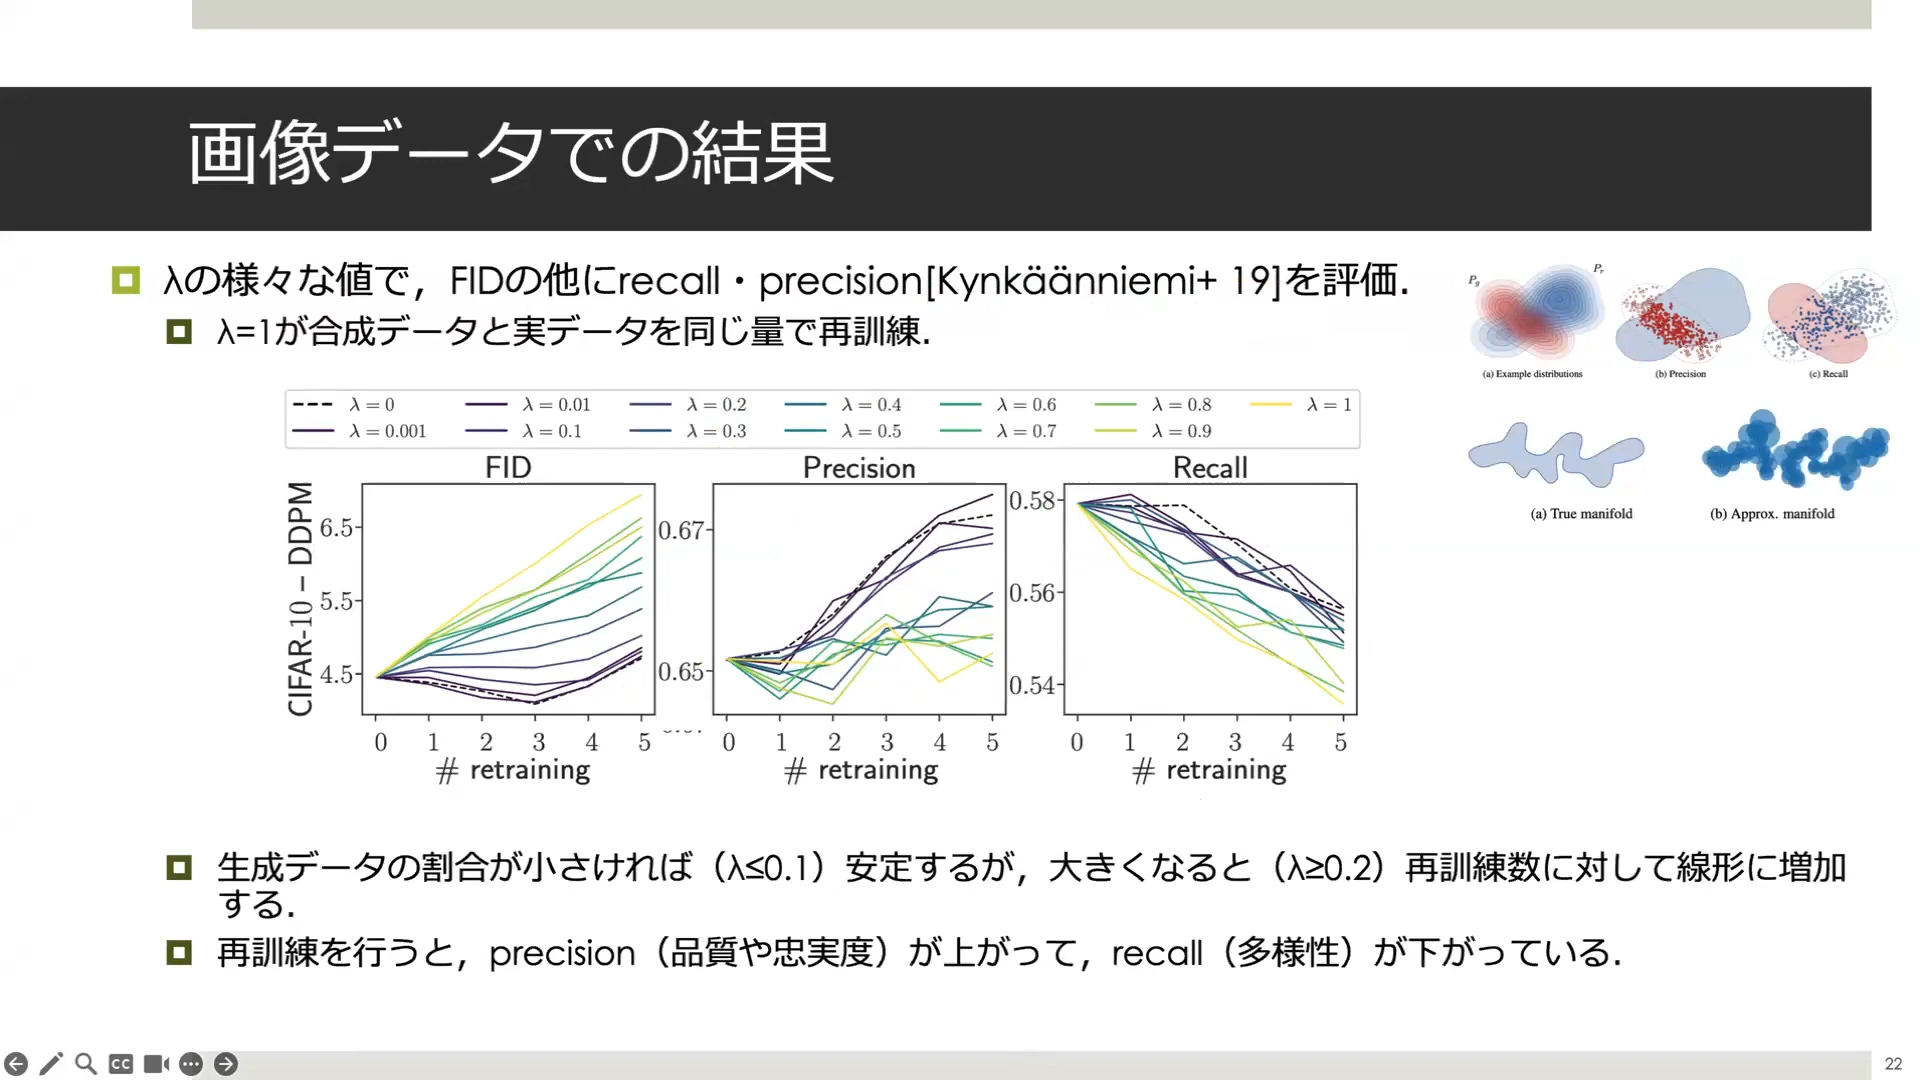 画像データでの結果
λの様々な値で，FIDの他にrecall・precision[Kynkäänniemi+ 19]を評価．
λ=1が合成データと実データを同じ量で再訓練．
P_g
P_r
(a) Example distributions
(b) Precision
(c) Recall
(a) True manifold
(b) Approx. manifold
λ = 0
λ = 0.01
λ = 0.2
λ = 0.4
λ = 0.6
λ = 0.8
λ = 1
λ = 0.001
λ = 0.1
λ = 0.3
λ = 0.5
λ = 0.7
λ = 0.9
FID
Precision
Recall
CIFAR-10 – DDPM
6.5
5.5
4.5
0.67
0.65
0.58
0.56
0.54
0 1 2 3 4 5
0 1 2 3 4 5
0 1 2 3 4 5
# retraining
# retraining
# retraining
生成データの割合が小さければ（λ≤0.1）安定するが，大きくなると（λ≥0.2）再訓練数に対して線形に増加
する．
再訓練を行うと，precision（品質や忠実度）が上がって，recall（多様性）が下がっている．
CC
22